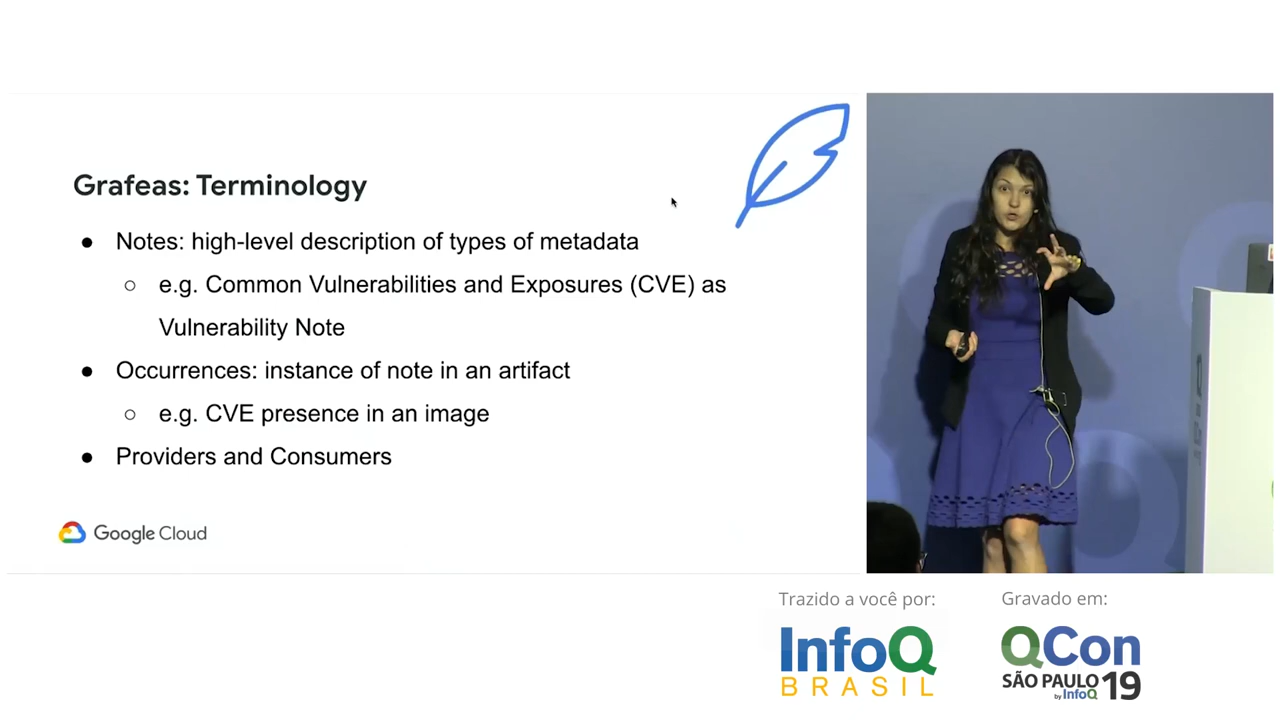 Grafeas: Terminology
● Notes: high-level description of types of metadata
○ e.g. Common Vulnerabilities and Exposures (CVE) as
Vulnerability Note
● Occurrences: instance of note in an artifact
○ e.g. CVE presence in an image
● Providers and Consumers
Google Cloud
Trazido a você por:
InfoQ
BRASIL
Gravado em:
QCon
SÃO PAULO 19
by InfoQ